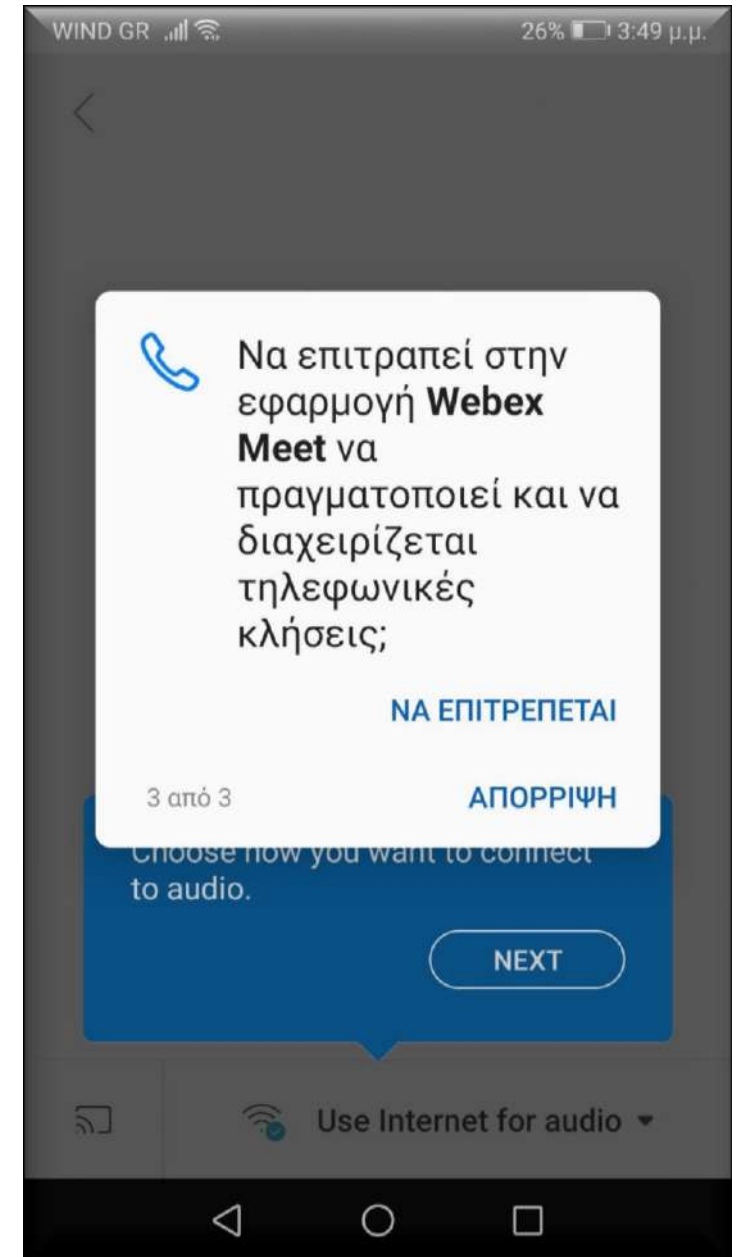 WIND GR 26% 3:49 μ.μ.
Να επιτραπεί στην
εφαρμογή Webex
Meet να
πραγματοποιεί και να
διαχειρίζεται
τηλεφωνικές
κλήσεις;
ΝΑ ΕΠΙΤΡΕΠΕΤΑΙ
3 από 3 ΑΠΟΡΡΙΨΗ
Choose how you want to connect
to audio.
NEXT
Use Internet for audio